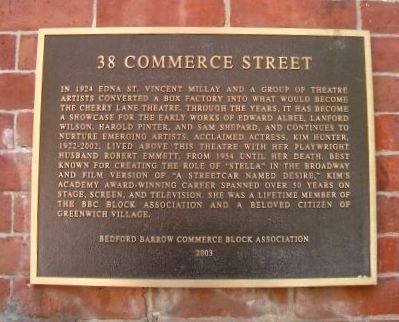 38 COMMERCE STREET
IN 1924 EDNA ST. VINCENT MILLAY AND A GROUP OF THEATRE
ARTISTS CONVERTED A BOX FACTORY INTO WHAT WOULD BECOME
THE CHERRY LANE THEATRE. THROUGH THE YEARS, IT HAS BECOME
A SHOWCASE FOR THE EARLY WORKS OF EDWARD ALBEE, LANFORD
WILSON, HAROLD PINTER, AND SAM SHEPARD, AND CONTINUES TO
NURTURE EMERGING ARTISTS. ACCLAIMED ACTRESS, KIM HUNTER,
1922-2002, LIVED ABOVE THIS THEATRE WITH HER PLAYWRIGHT
HUSBAND ROBERT EMMETT, FROM 1954 UNTIL HER DEATH. BEST
KNOWN FOR CREATING THE ROLE OF "STELLA" IN THE BROADWAY
AND FILM VERSION OF "A STREETCAR NAMED DESIRE," KIM'S
ACADEMY AWARD-WINNING CAREER SPANNED OVER 50 YEARS ON
STAGE, SCREEN, AND TELEVISION. SHE WAS A LIFETIME MEMBER OF
THE BBC BLOCK ASSOCIATION AND A BELOVED CITIZEN OF
GREENWICH VILLAGE.
BEDFORD BARROW COMMERCE BLOCK ASSOCIATION
2003